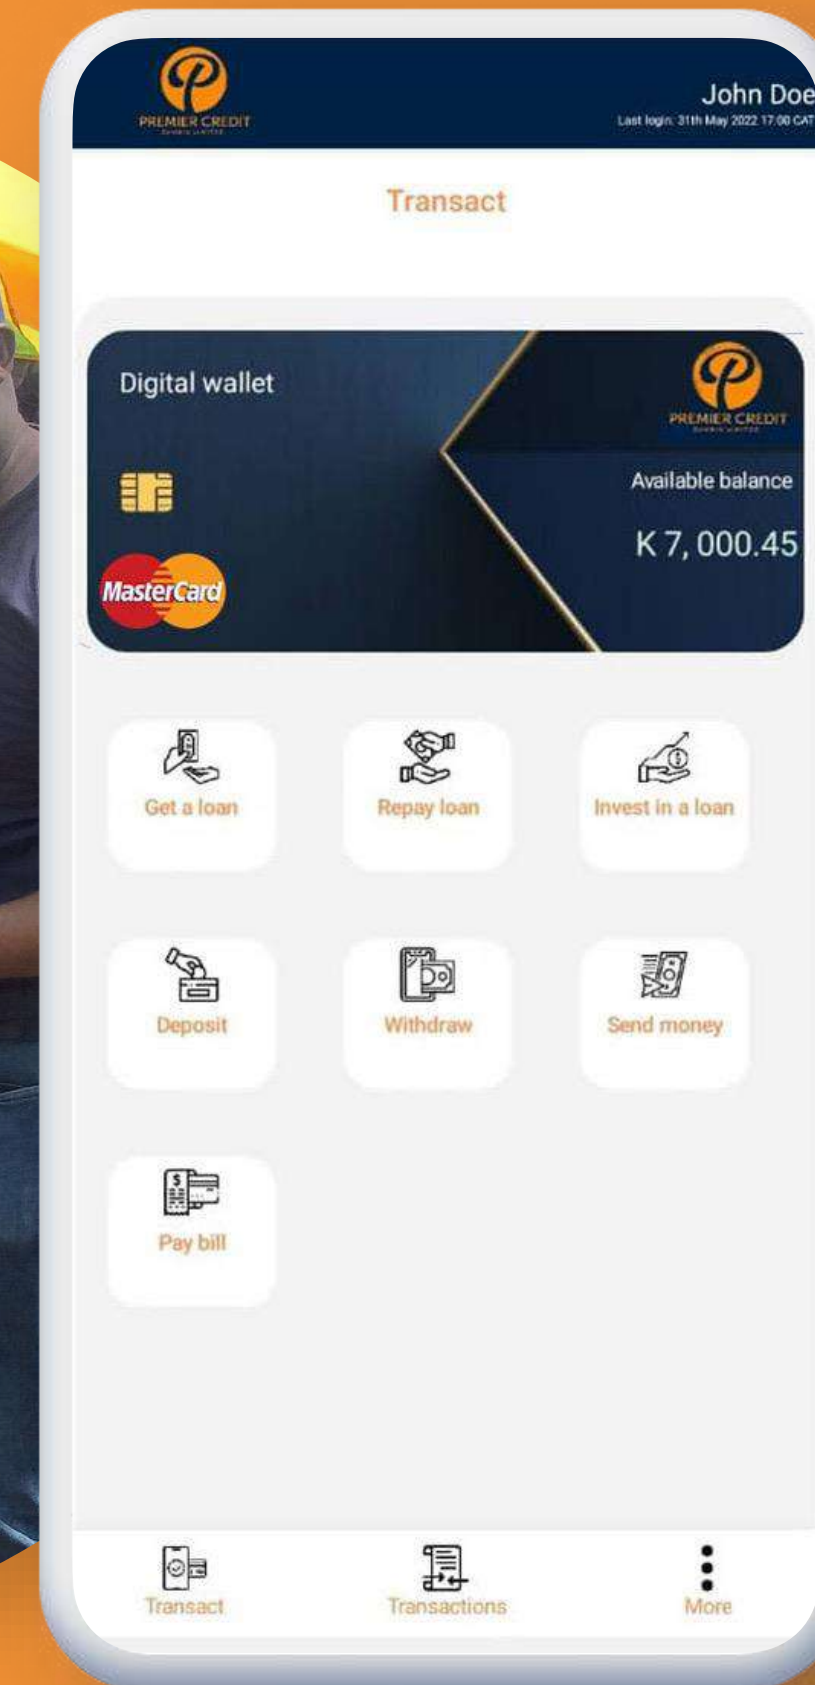 PREMIER CREDIT
John Doe
Last login: 31th May 2022 17:00 CAT
Transact
Digital wallet
PREMIER CREDIT
Available balance
K 7, 000.45
MasterCard
Get a loan
Repay loan
Invest in a loan
Deposit
Withdraw
Send money
$
Pay bill
Transact
Transactions
More